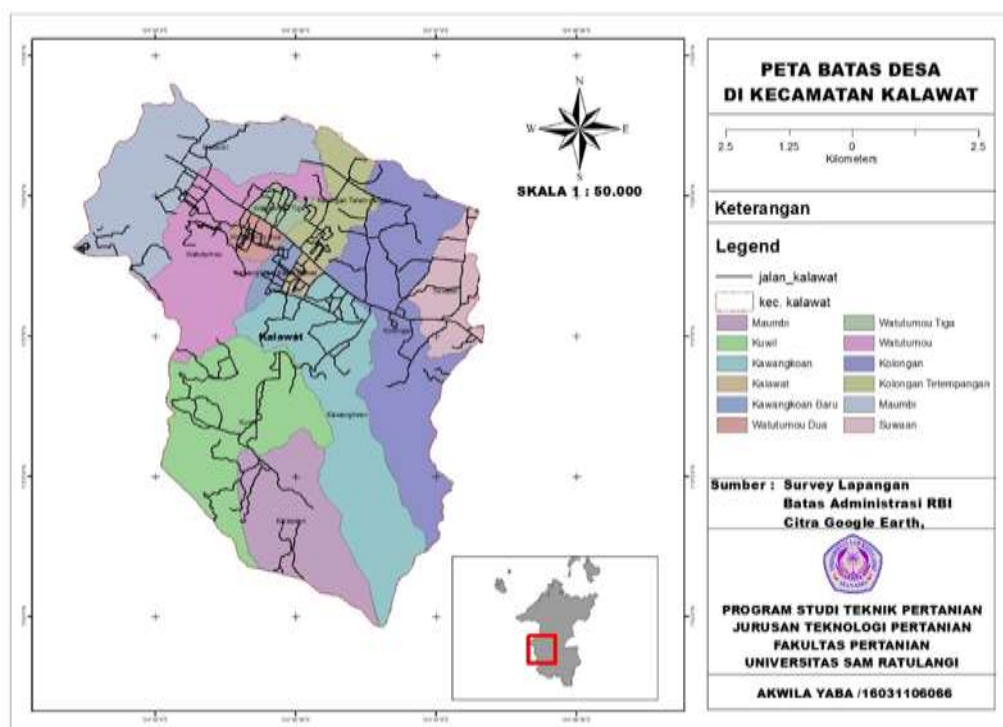 N
W E
S
SKALA 1 : 50.000
Watutumou
Kalawat
Kawangkoan
PETA BATAS DESA
DI KECAMATAN KALAWAT
2.5 1.25 0 2.5
Kilometers
Keterangan
Legend
jalan_kalawat
kec. kalawat
Maumbi
Kuwil
Kawangkoan
Kalawat
Kawangkoan Baru
Watutumou Dua
Watutumou Tiga
Watutumou
Kolongan
Kolongan Tetempangan
Maumbi
Suwaan
Sumber : Survey Lapangan
Batas Administrasi RBI
Citra Google Earth,
PROGRAM STUDI TEKNIK PERTANIAN
JURUSAN TEKNOLOGI PERTANIAN
FAKULTAS PERTANIAN
UNIVERSITAS SAM RATULANGI
AKWILA YABA /16031106066